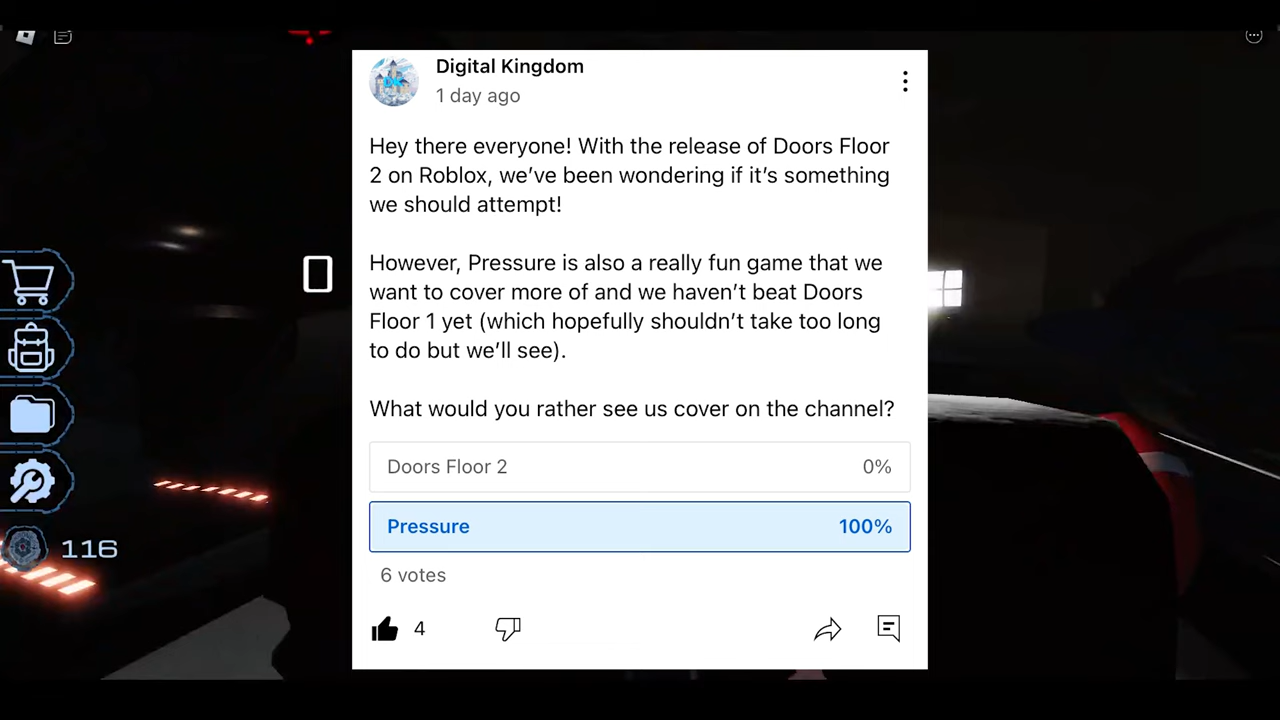 Digital Kingdom
1 day ago
Hey there everyone! With the release of Doors Floor
2 on Roblox, we’ve been wondering if it’s something
we should attempt!
However, Pressure is also a really fun game that we
want to cover more of and we haven’t beat Doors
Floor 1 yet (which hopefully shouldn’t take too long
to do but we’ll see).
What would you rather see us cover on the channel?
Doors Floor 2 0%
Pressure 100%
6 votes
4
116